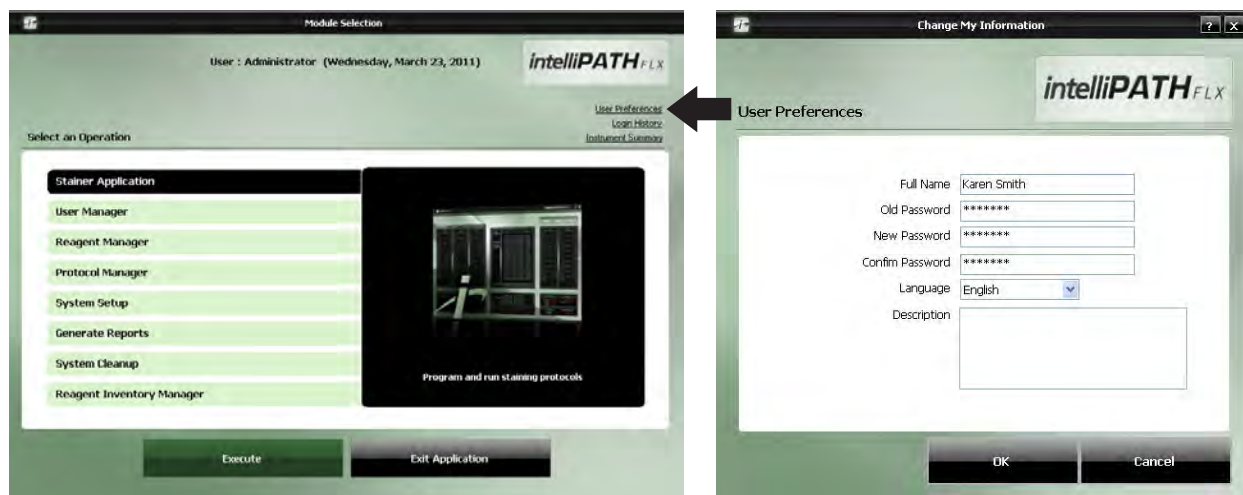 Module Selection
User : Administrator (Wednesday, March 23, 2011)
intelliPATH FLX
User Preferences
Login History
Instrument Summary
Select an Operation
Stainer Application
User Manager
Reagent Manager
Protocol Manager
System Setup
Generate Reports
System Cleanup
Reagent Inventory Manager
Program and run staining protocols
Execute
Exit Application
Change My Information
? X
intelliPATH FLX
User Preferences
Full Name Karen Smith
Old Password *******
New Password *******
Confim Password *******
Language English
Description
OK
Cancel